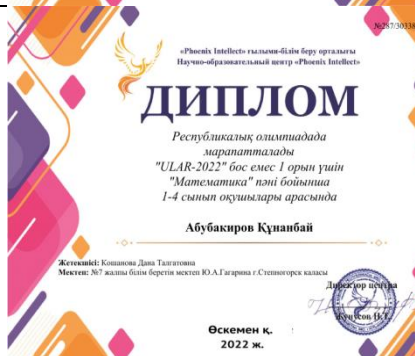 №287/30338
«Phoenix Intellect» ғылыми-білім беру орталығы
Научно-образовательный центр «Phoenix Intellect»
ДИПЛОМ
Республикалық олимпиадада
марапатталады
"ULAR-2022" бос емес 1 орын үшін
"Математика" пәні бойынша
1-4 сынып оқушылары арасында
Абубакиров Құнанбай
Жетекшісі: Кошанова Дана Талгатовна
Мектеп: №7 жалпы білім беретін мектеп Ю.А.Гагарина г.Степногорск қаласы
Директор центра
Жунусов Н.Т.
Өскемен қ.
2022 ж.